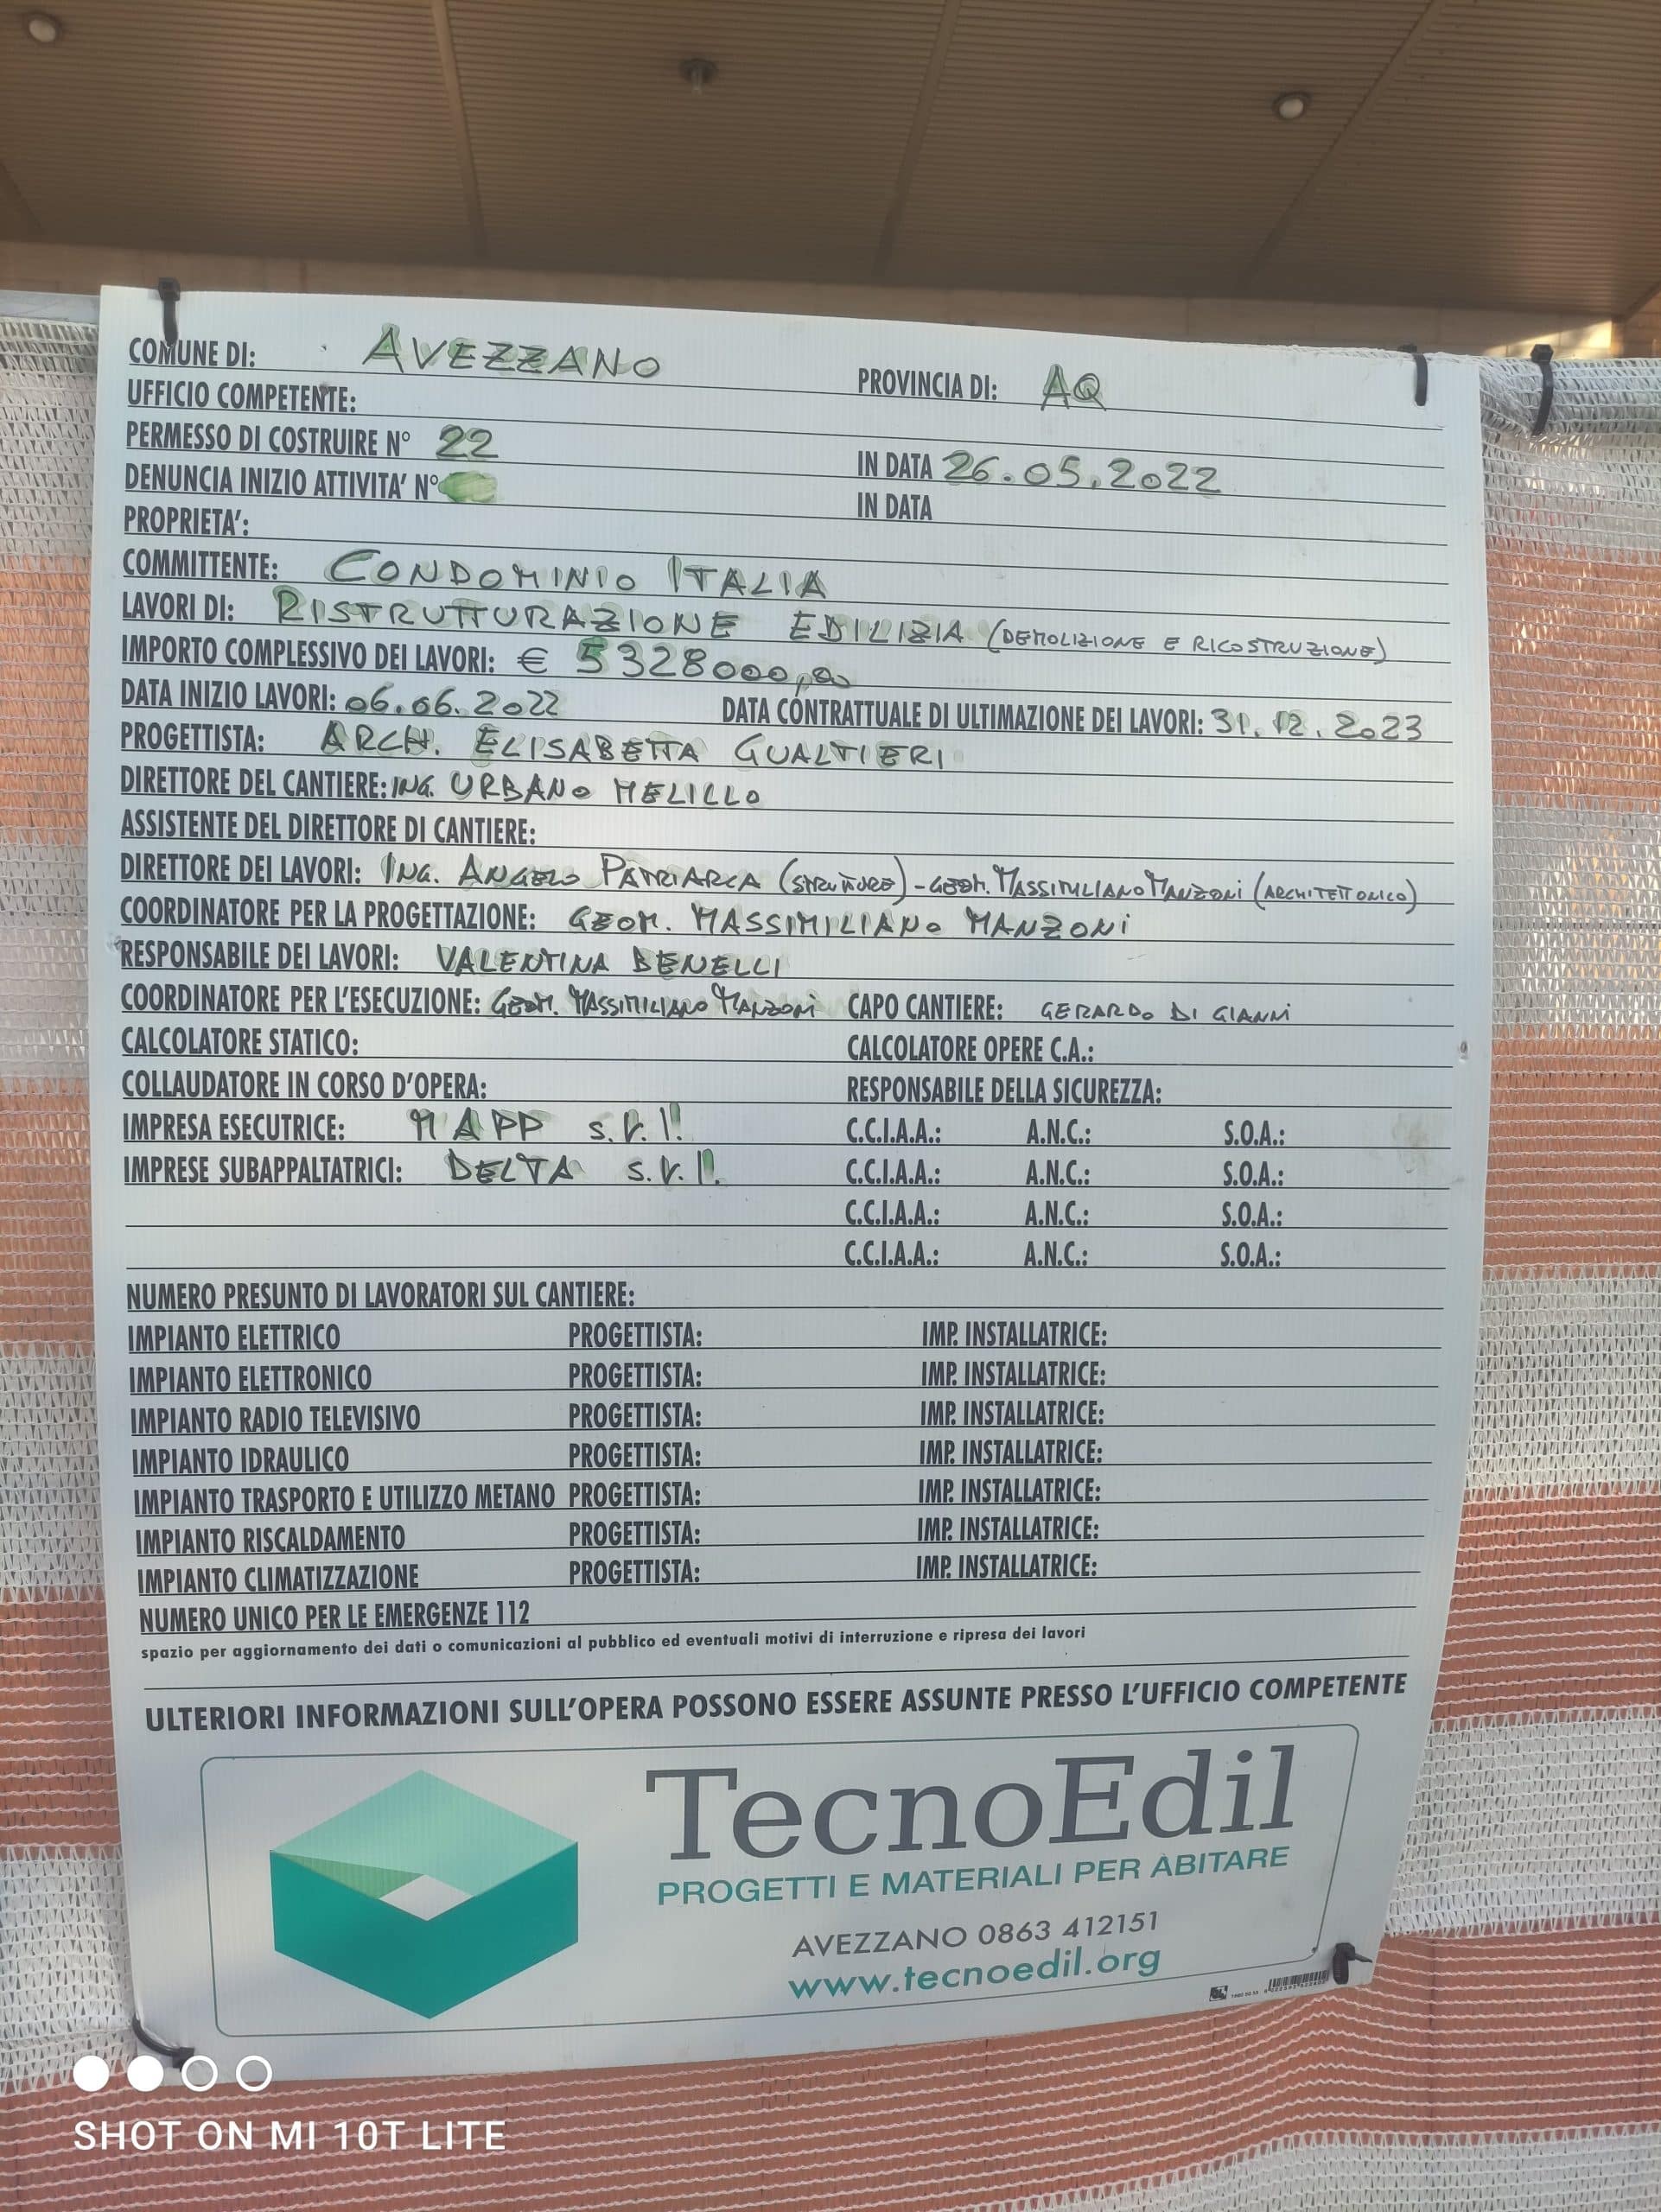 COMUNE DI: AVEZZANO PROVINCIA DI: AQ
UFFICIO COMPETENTE:
PERMESSO DI COSTRUIRE N° 22 IN DATA 26.05.2022
DENUNCIA INIZIO ATTIVITA' N° IN DATA
PROPRIETA':
COMMITTENTE: CONDOMINIO ITALIA
LAVORI DI: RISTRUTTURAZIONE EDILIZIA (DEMOLIZIONE E RICOSTRUZIONE)
IMPORTO COMPLESSIVO DEI LAVORI: € 5328000,00
DATA INIZIO LAVORI: 06.06.2022 DATA CONTRATTUALE DI ULTIMAZIONE DEI LAVORI: 31.12.2023
PROGETTISTA: ARCH. ELISABETTA GUALTIERI
DIRETTORE DEL CANTIERE: ING. URBANO MELILLO
ASSISTENTE DEL DIRETTORE DI CANTIERE:
DIRETTORE DEI LAVORI: ING. ANGELO PATRIARCA (STRUTTURE) - GEOM. MASSIMILIANO MANZONI (ARCHITETTONICO)
COORDINATORE PER LA PROGETTAZIONE: GEOM. MASSIMILIANO MANZONI
RESPONSABILE DEI LAVORI: VALENTINA BENELLI
COORDINATORE PER L'ESECUZIONE: GEOM. MASSIMILIANO MANZONI CAPO CANTIERE: GERARDO DI GIANNI
CALCOLATORE STATICO: CALCOLATORE OPERE C.A.:
COLLAUDATORE IN CORSO D'OPERA: RESPONSABILE DELLA SICUREZZA:
IMPRESA ESECUTRICE: MAPP s.r.l. C.C.I.A.A.: A.N.C.: S.O.A.:
IMPRESE SUBAPPALTATRICI: DELTA s.r.l. C.C.I.A.A.: A.N.C.: S.O.A.:
C.C.I.A.A.: A.N.C.: S.O.A.:
C.C.I.A.A.: A.N.C.: S.O.A.:
NUMERO PRESUNTO DI LAVORATORI SUL CANTIERE:
IMPIANTO ELETTRICO PROGETTISTA: IMP. INSTALLATRICE:
IMPIANTO ELETTRONICO PROGETTISTA: IMP. INSTALLATRICE:
IMPIANTO RADIO TELEVISIVO PROGETTISTA: IMP. INSTALLATRICE:
IMPIANTO IDRAULICO PROGETTISTA: IMP. INSTALLATRICE:
IMPIANTO TRASPORTO E UTILIZZO METANO PROGETTISTA: IMP. INSTALLATRICE:
IMPIANTO RISCALDAMENTO PROGETTISTA: IMP. INSTALLATRICE:
IMPIANTO CLIMATIZZAZIONE PROGETTISTA: IMP. INSTALLATRICE:
NUMERO UNICO PER LE EMERGENZE 112
spazio per aggiornamento dei dati o comunicazioni al pubblico ed eventuali motivi di interruzione e ripresa dei lavori
ULTERIORI INFORMAZIONI SULL'OPERA POSSONO ESSERE ASSUNTE PRESSO L'UFFICIO COMPETENTE
TecnoEdil
PROGETTI E MATERIALI PER ABITARE
AVEZZANO 0863 412151
www.tecnoedil.org
SHOT ON MI 10T LITE